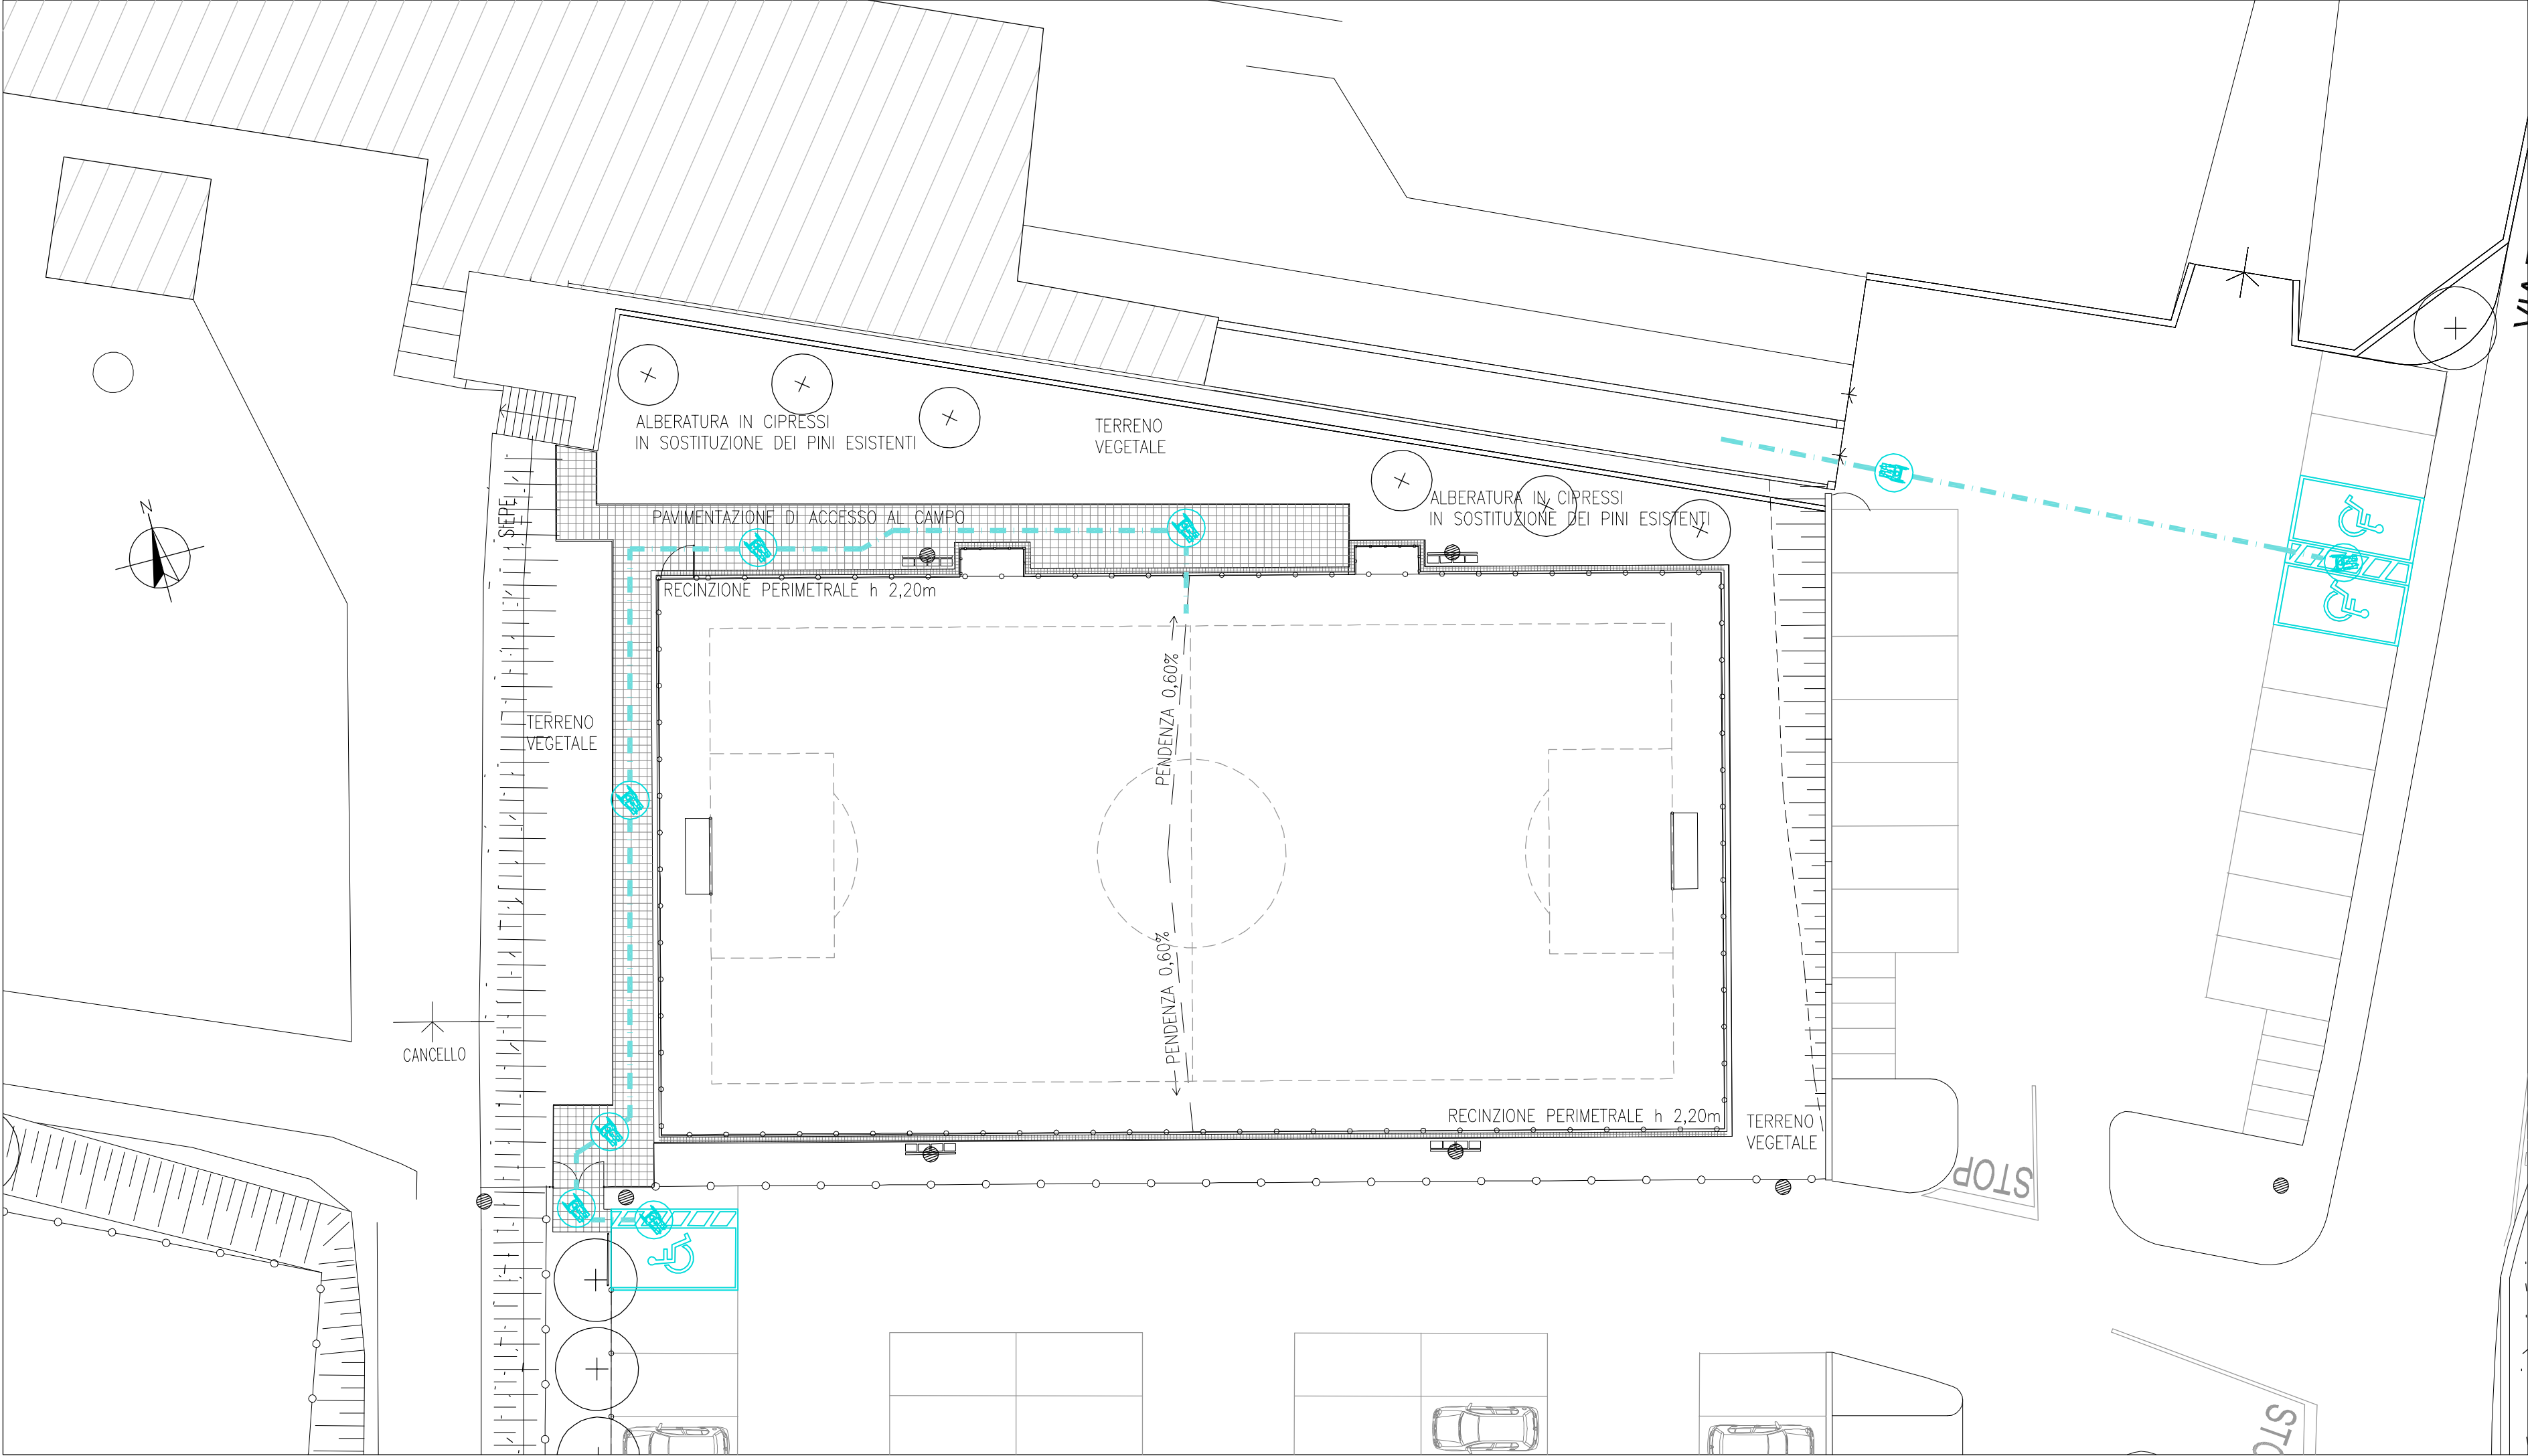 N
ALBERATURA IN CIPRESSI
IN SOSTITUZIONE DEI PINI ESISTENTI
TERRENO
VEGETALE
ALBERATURA IN CIPRESSI
IN SOSTITUZIONE DEI PINI ESISTENTI
SIEPE
PAVIMENTAZIONE DI ACCESSO AL CAMPO
RECINZIONE PERIMETRALE h 2,20m
PENDENZA 0,60%
TERRENO
VEGETALE
PENDENZA 0,60%
CANCELLO
RECINZIONE PERIMETRALE h 2,20m
TERRENO
VEGETALE
STOP